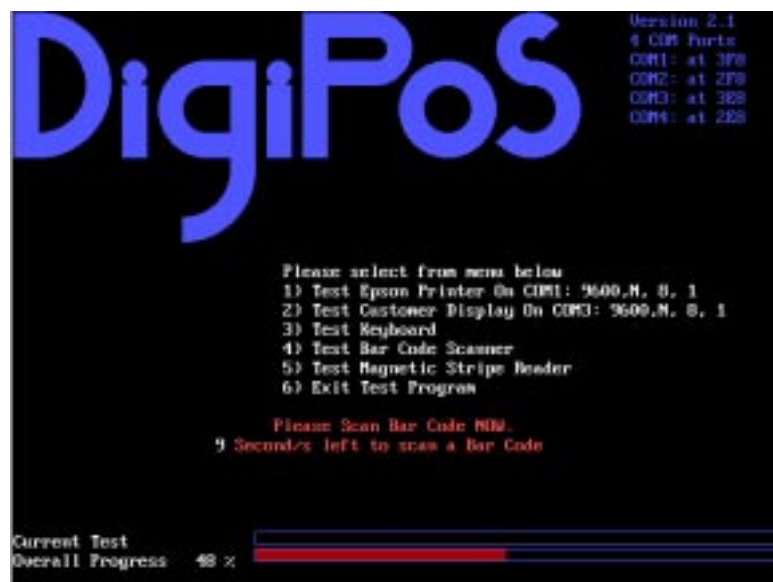 DigiPoS
Version 2.1
4 COM Ports
COM1: at 3F8
COM2: at 2F8
COM3: at 3E8
COM4: at 2E8
Please select from menu below
1) Test Epson Printer On COM1: 9600,N, 8, 1
2) Test Customer Display On COM3: 9600,N, 8, 1
3) Test Keyboard
4) Test Bar Code Scanner
5) Test Magnetic Stripe Reader
6) Exit Test Program
Please Scan Bar Code NOW.
9 Second/s left to scan a Bar Code
Current Test
Overall Progress 48 %